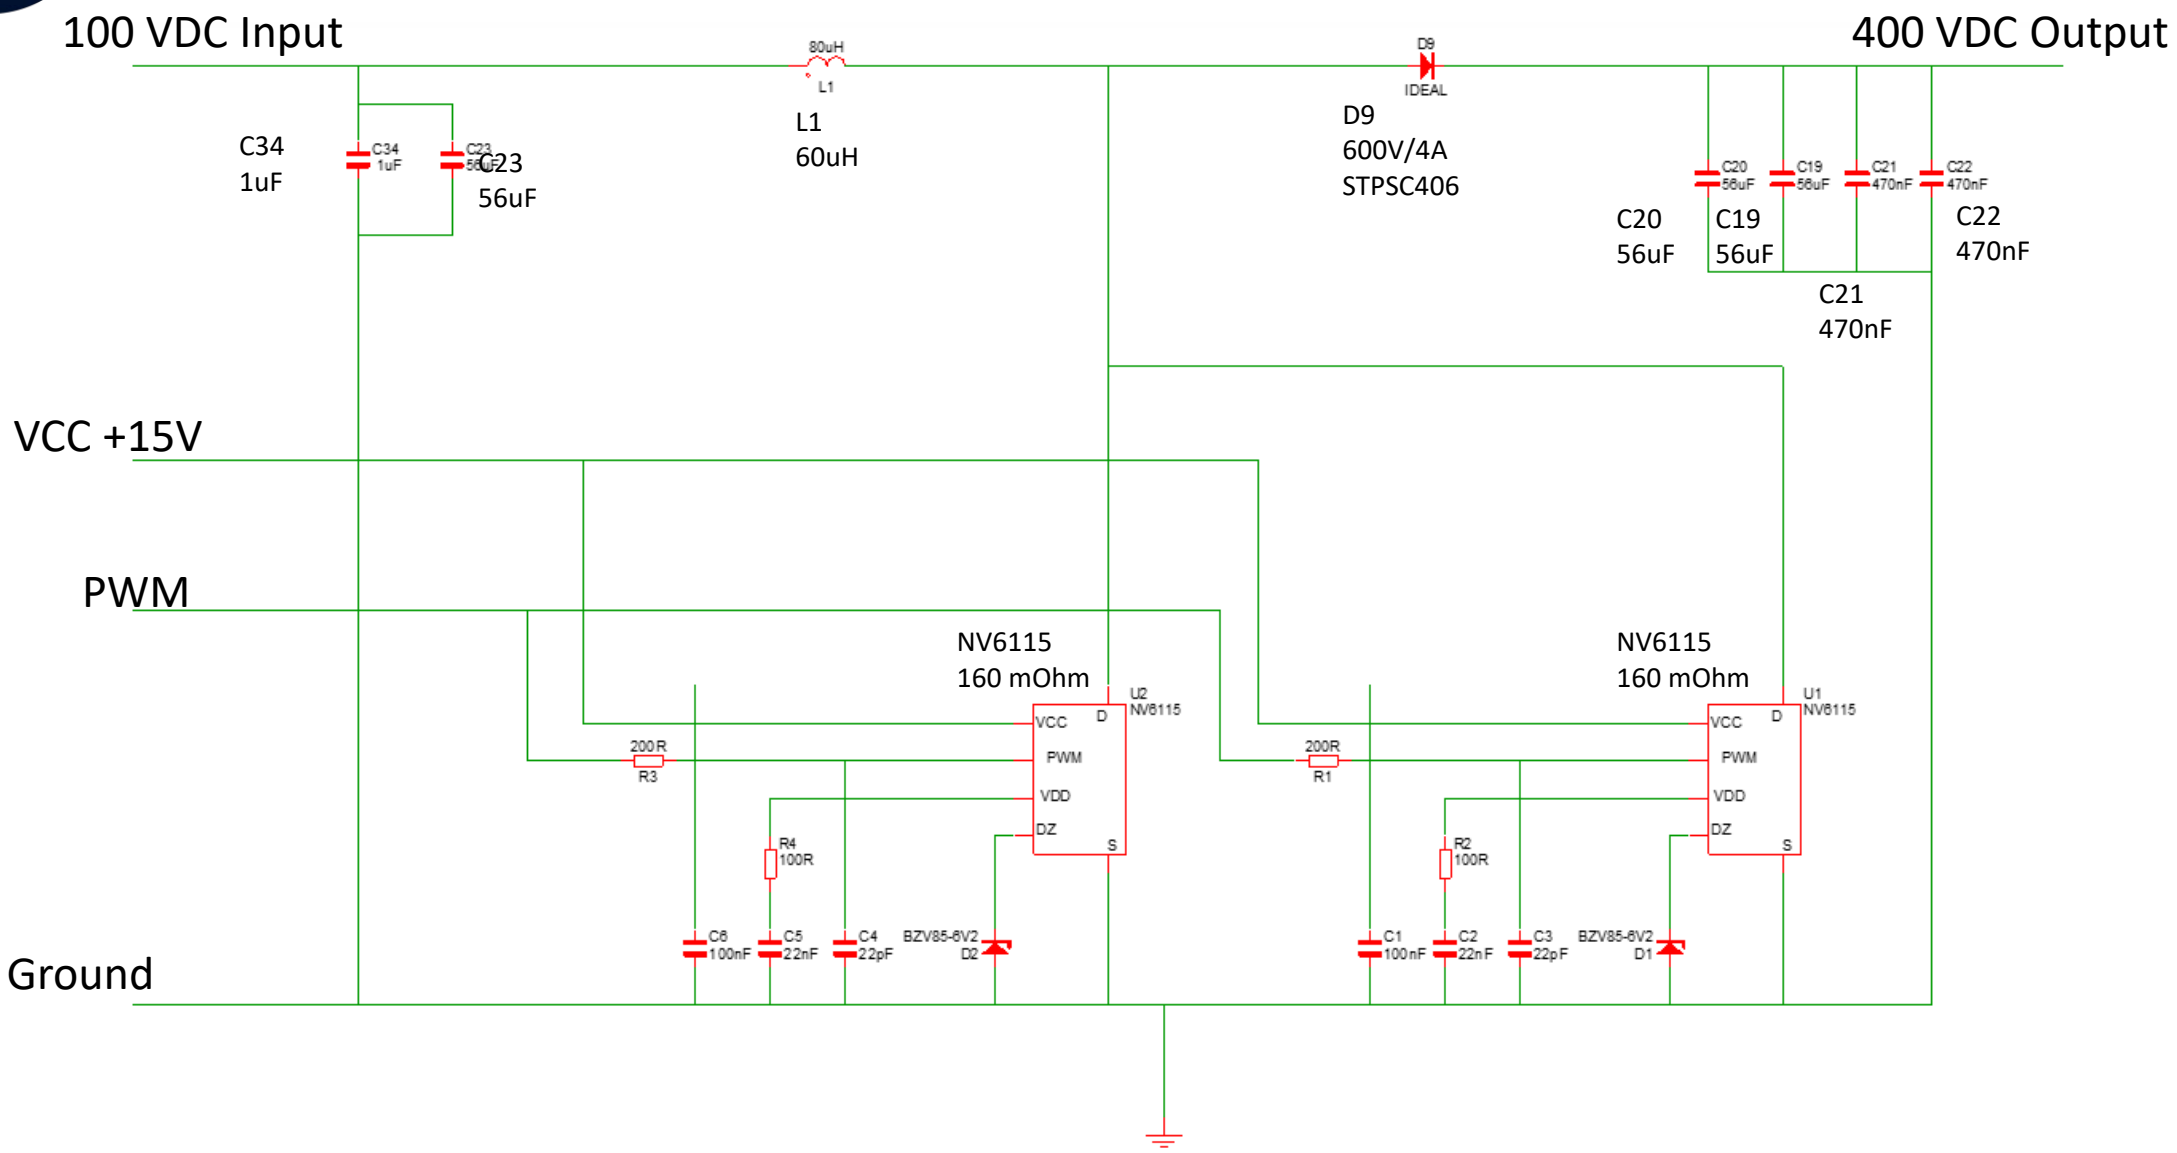 100 VDC Input
400 VDC Output
80uH
L1
L1
60uH
D9
IDEAL
D9
600V/4A
STPSC406
C34
1uF
C34
1uF
C23
56uF
C23
56uF
C20
56uF
C19
56uF
C21
470nF
C22
470nF
C20
56uF
C19
56uF
C22
470nF
C21
470nF
VCC +15V
PWM
NV6115
160 mOhm
U2
NV6115
VCC
D
PWM
VDD
DZ
S
200R
R3
R4
100R
C6
100nF
C5
22nF
C4
22pF
BZV85-6V2
D2
NV6115
160 mOhm
U1
NV6115
VCC
D
PWM
VDD
DZ
S
200R
R1
R2
100R
C1
100nF
C2
22nF
C3
22pF
BZV85-6V2
D1
Ground